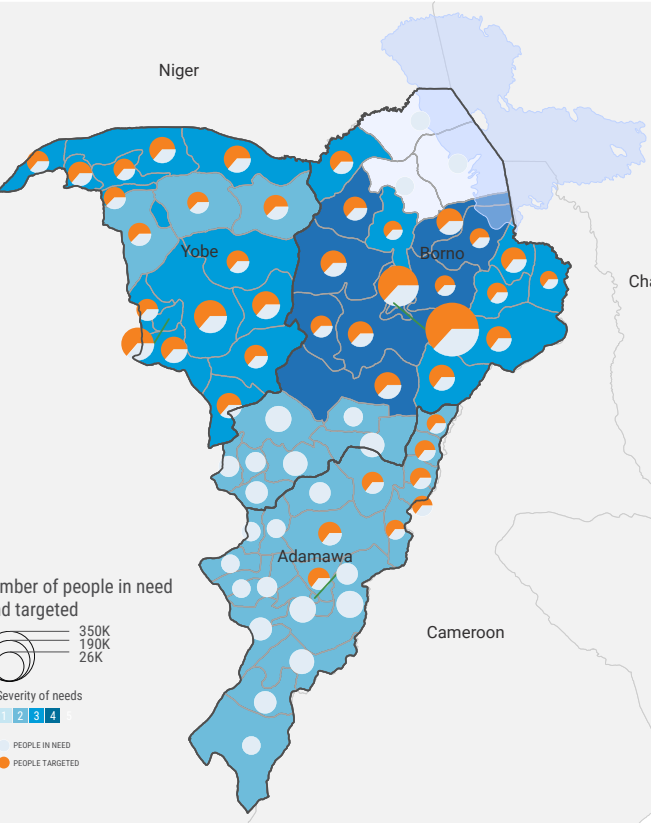 Niger
Yobe
Borno
Cha
Adamawa
Cameroon
mber of people in need
d targeted
350K
190K
26K
Severity of needs
1 2 3 4
PEOPLE IN NEED
PEOPLE TARGETED